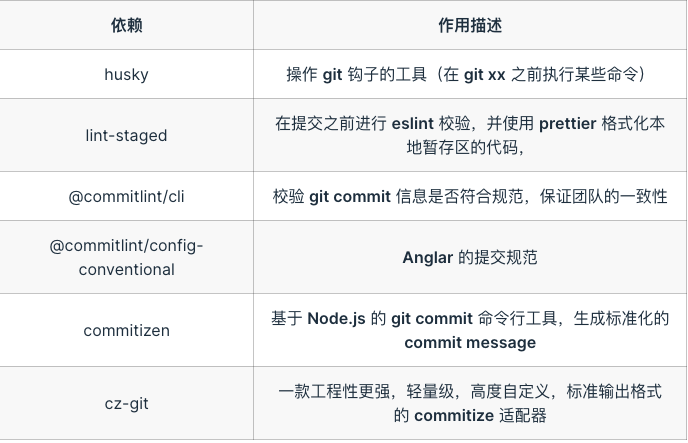 依赖
作用描述
husky
操作 git 钩子的工具（在 git xx 之前执行某些命令）
lint-staged
在提交之前进行 eslint 校验，并使用 prettier 格式化本
地暂存区的代码，
@commitlint/cli
校验 git commit 信息是否符合规范，保证团队的一致性
@commitlint/config-
conventional
Anglar 的提交规范
commitizen
基于 Node.js 的 git commit 命令行工具，生成标准化的
commit message
cz-git
一款工程性更强，轻量级，高度自定义，标准输出格式
的 commitize 适配器